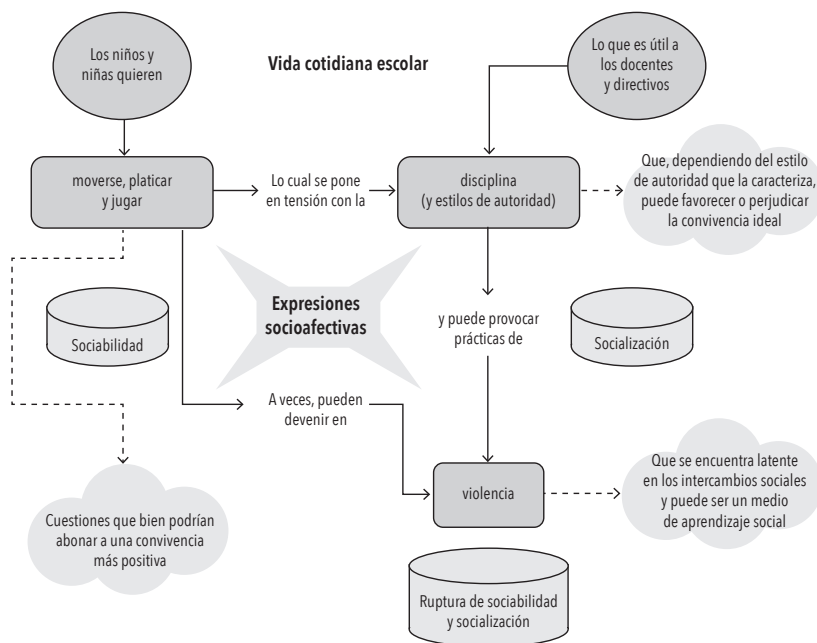 Los niños y
niñas quieren
Vida cotidiana escolar
Lo que es útil a
los docentes
y directivos
moverse, platicar
y jugar
Lo cual se pone
en tensión con la
disciplina
(y estilos de autoridad)
Que, dependiendo del estilo
de autoridad que la caracteriza,
puede favorecer o perjudicar
la convivencia ideal
Sociabilidad
Expresiones
socioafectivas
y puede provocar
prácticas de
Socialización
A veces, pueden
devenir en
violencia
Que se encuentra latente
en los intercambios sociales
y puede ser un medio
de aprendizaje social
Cuestiones que bien podrían
abonar a una convivencia
más positiva
Ruptura de sociabilidad
y socialización